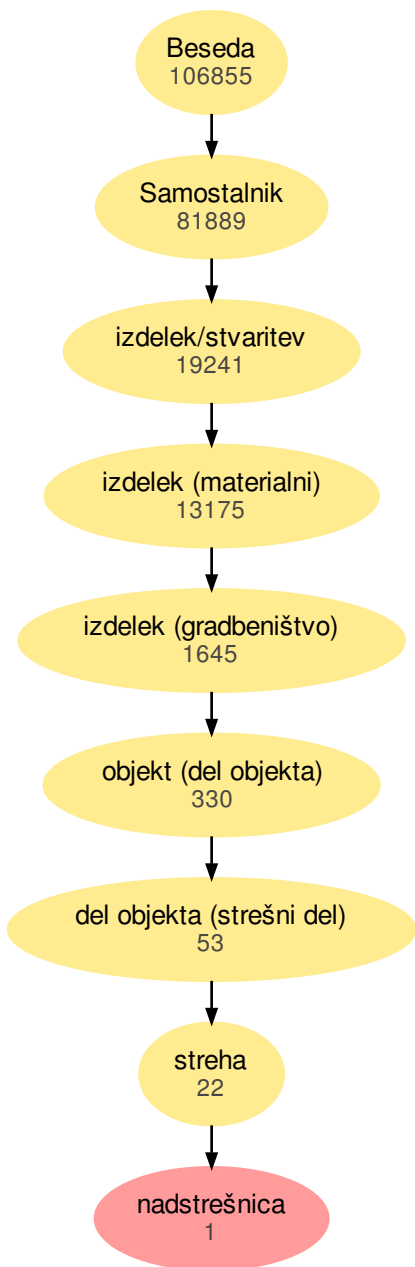 Beseda
106855
Samostalnik
81889
izdelek/stvaritev
19241
izdelek (materialni)
13175
izdelek (gradbeništvo)
1645
objekt (del objekta)
330
del objekta (strešni del)
53
streha
22
nadstrešnica
1